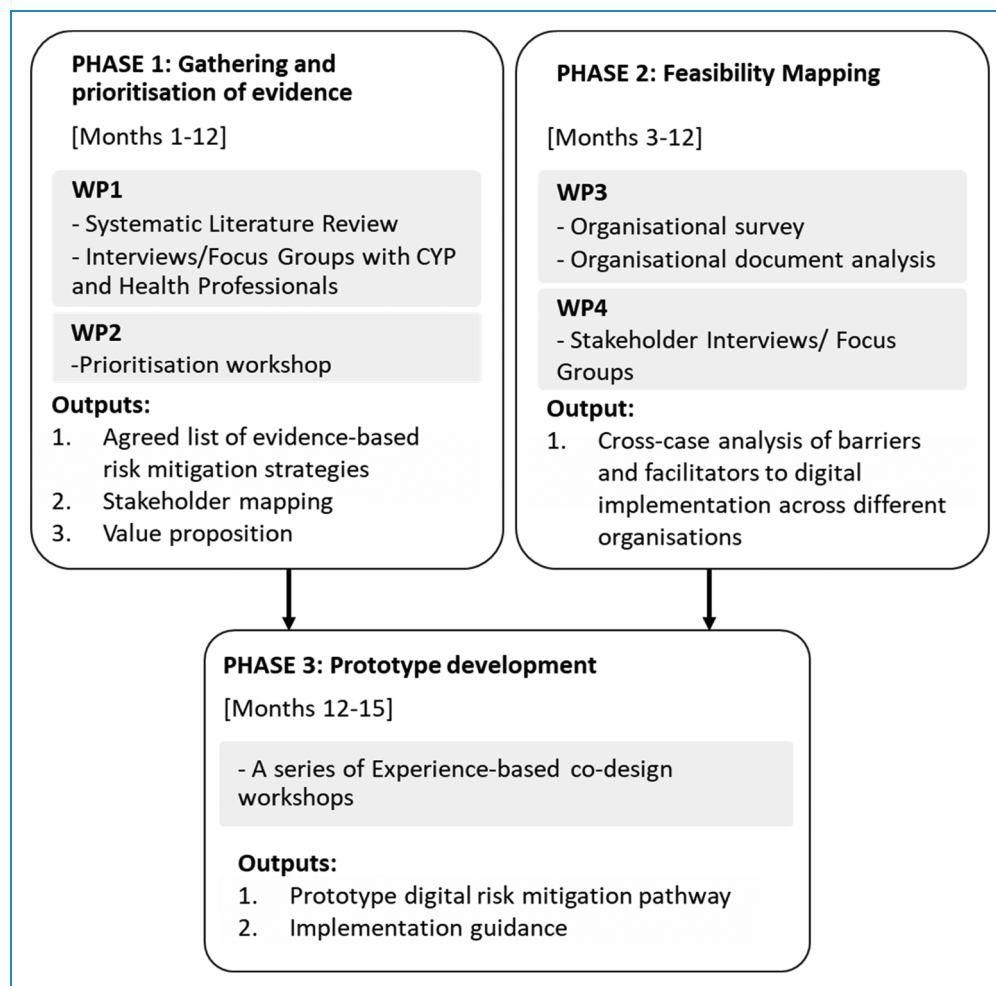 PHASE 1: Gathering and
prioritisation of evidence
[Months 1-12]
WP1
- Systematic Literature Review
- Interviews/Focus Groups with CYP
and Health Professionals
WP2
-Prioritisation workshop
Outputs:
1. Agreed list of evidence-based
risk mitigation strategies
2. Stakeholder mapping
3. Value proposition
PHASE 2: Feasibility Mapping
[Months 3-12]
WP3
- Organisational survey
- Organisational document analysis
WP4
- Stakeholder Interviews/ Focus
Groups
Output:
1. Cross-case analysis of barriers
and facilitators to digital
implementation across different
organisations
PHASE 3: Prototype development
[Months 12-15]
- A series of Experience-based co-design
workshops
Outputs:
1. Prototype digital risk mitigation pathway
2. Implementation guidance